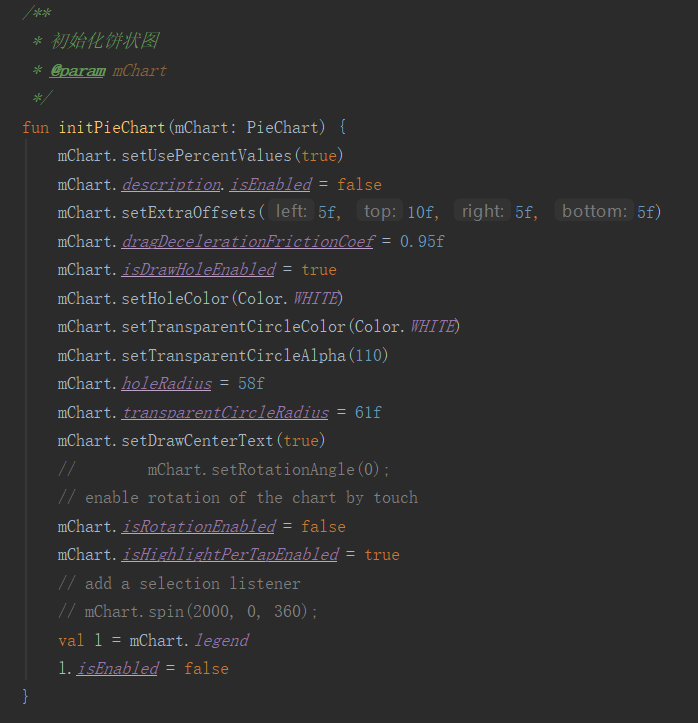 /**
 * 初始化饼状图
 * @param mChart
 */
fun initPieChart(mChart: PieChart) {
    mChart.setUsePercentValues(true)
    mChart.description.isEnabled = false
    mChart.setExtraOffsets( left: 5f,  top: 10f,  right: 5f,  bottom: 5f)
    mChart.dragDecelerationFrictionCoef = 0.95f
    mChart.isDrawHoleEnabled = true
    mChart.setHoleColor(Color.WHITE)
    mChart.setTransparentCircleColor(Color.WHITE)
    mChart.setTransparentCircleAlpha(110)
    mChart.holeRadius = 58f
    mChart.transparentCircleRadius = 61f
    mChart.setDrawCenterText(true)
    //        mChart.setRotationAngle(0);
    // enable rotation of the chart by touch
    mChart.isRotationEnabled = false
    mChart.isHighlightPerTapEnabled = true
    // add a selection listener
    // mChart.spin(2000, 0, 360);
    val l = mChart.legend
    l.isEnabled = false
}